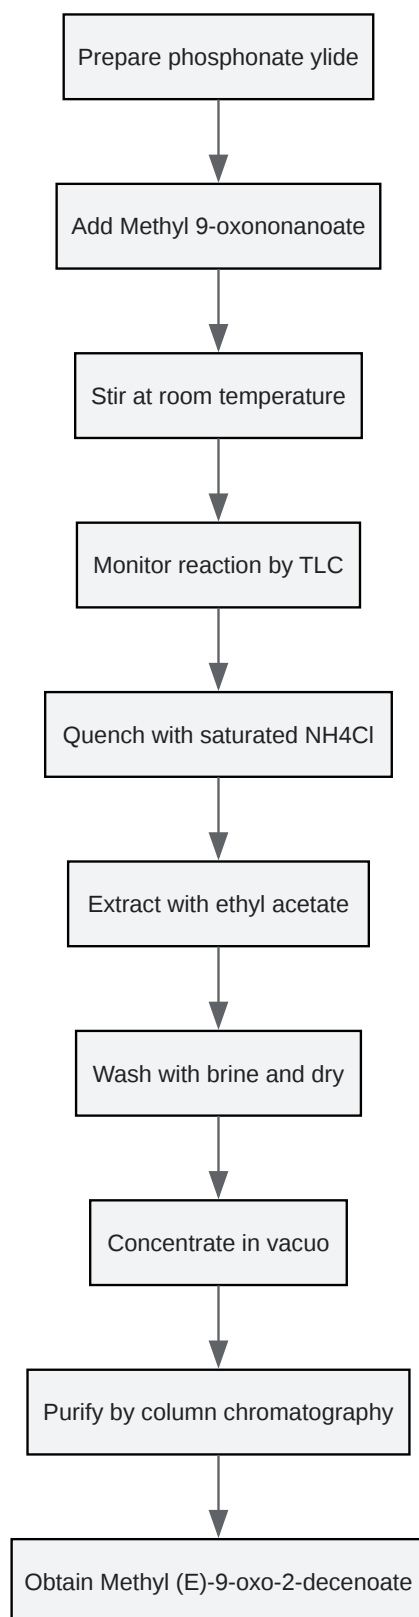 Prepare phosphonate ylide
Add Methyl 9-oxononanoate
Stir at room temperature
Monitor reaction by TLC
Quench with saturated NH4Cl
Extract with ethyl acetate
Wash with brine and dry
Concentrate in vacuo
Purify by column chromatography
Obtain Methyl (E)-9-oxo-2-decenoate